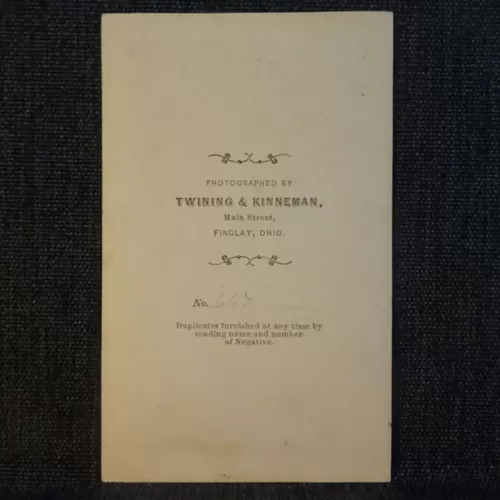 PHOTOGRAPHED BY
TWINING & KINNEMAN,
Main Street,
FINDLAY, OHIO.
No.
Duplicates furnished at any time by
sending name and number
of Negative.